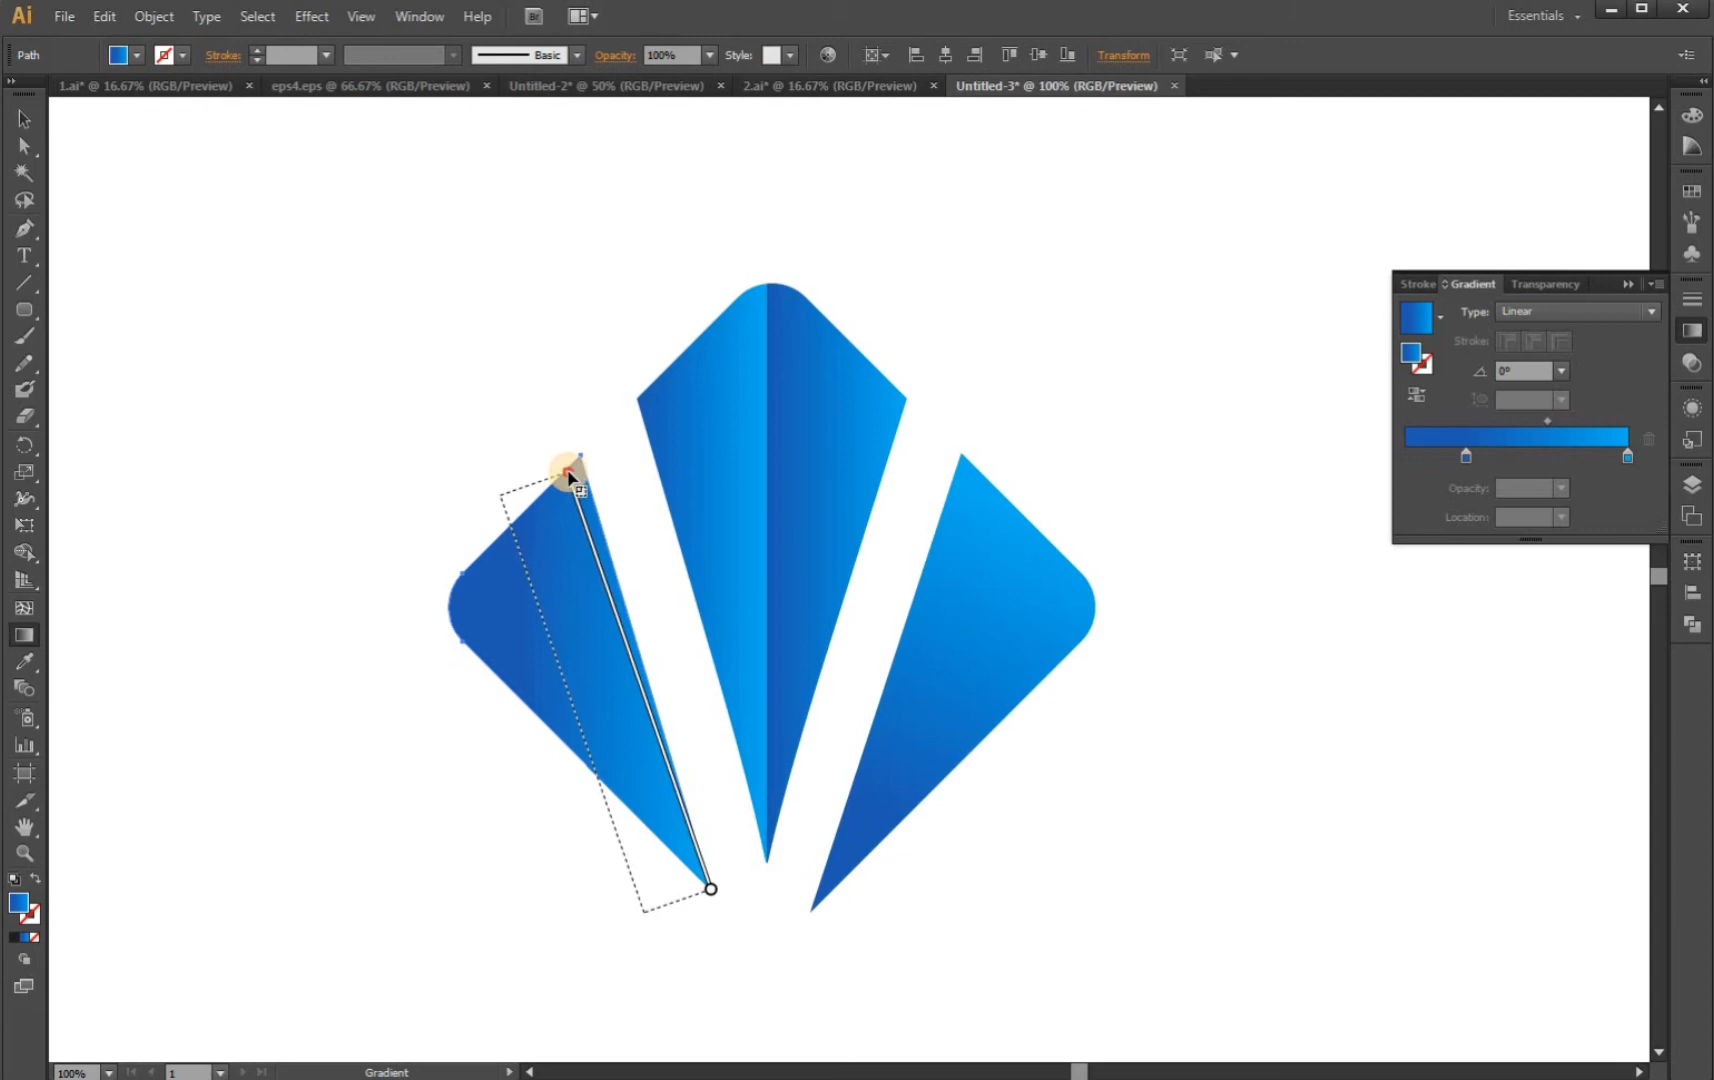 Ai File Edit Object Type Select Effect View Window Help Br Essentials
Path Stroke: Basic Opacity: 100% Style: Transform
1.ai* @ 16.67% (RGB/Preview) × eps4.eps @ 66.67% (RGB/Preview) × Untitled-2* @ 50% (RGB/Preview) × 2.ai* @ 16.67% (RGB/Preview) × Untitled-3* @ 100% (RGB/Preview) ×
Stroke Gradient Transparency
Type: Linear
Stroke:
0°
Opacity:
Location:
100% 1 Gradient